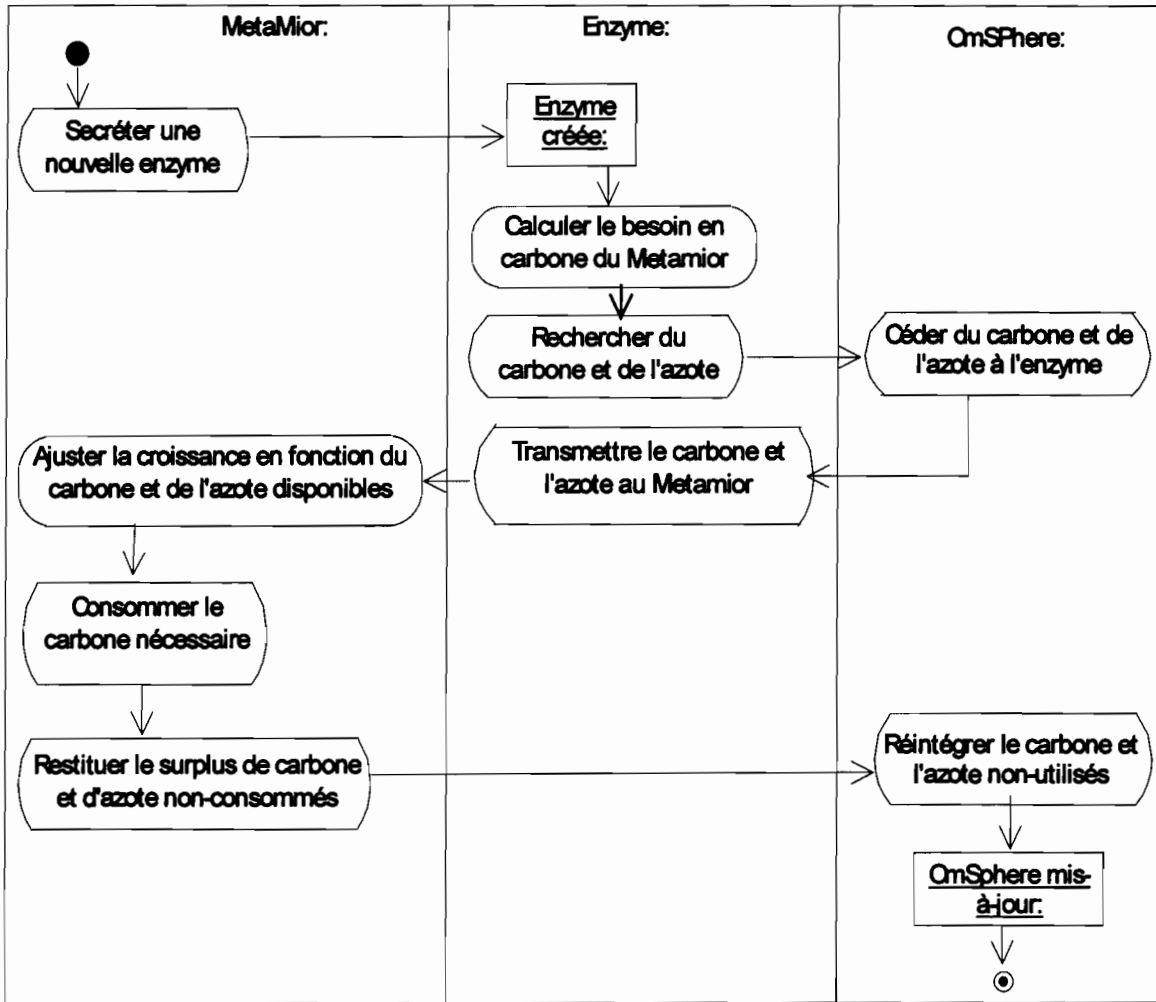 MetaMior:
Enzyme:
OmSPhere:
Secréter une
nouvelle enzyme
Enzyme
créée:
Calculer le besoin en
carbone du Metamior
Rechercher du
carbone et de l'azote
Céder du carbone et de
l'azote à l'enzyme
Transmettre le carbone et
l'azote au Metamior
Ajuster la croissance en fonction du
carbone et de l'azote disponibles
Consommer le
carbone nécessaire
Restituer le surplus de carbone
et d'azote non-consommés
Réintégrer le carbone et
l'azote non-utilisés
OmSphere mis-
à-jour: